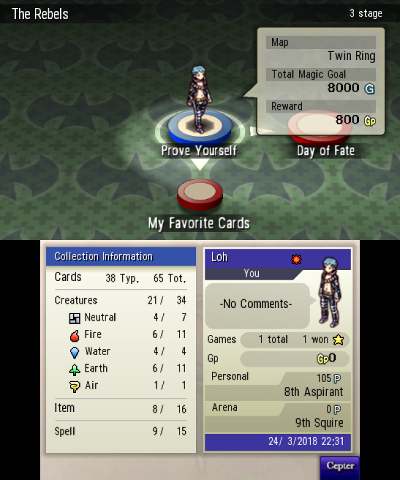 The Rebels
3 stage
Map
Twin Ring
Total Magic Goal
8000 G
Reward
800 Gp
Prove Yourself
Day of Fate
My Favorite Cards
Collection Information
Cards 38 Typ. 65 Tot.
Creatures 21 / 34
Neutral 4 / 7
Fire 6 / 11
Water 4 / 4
Earth 6 / 11
Air 1 / 1
Item 8 / 16
Spell 9 / 15
Loh
You
-No Comments-
Games 1 total 1 won
Gp Gp 0
Personal 105 P
8th Aspirant
Arena 0 P
9th Squire
24/ 3/2018 22:31
Cepter